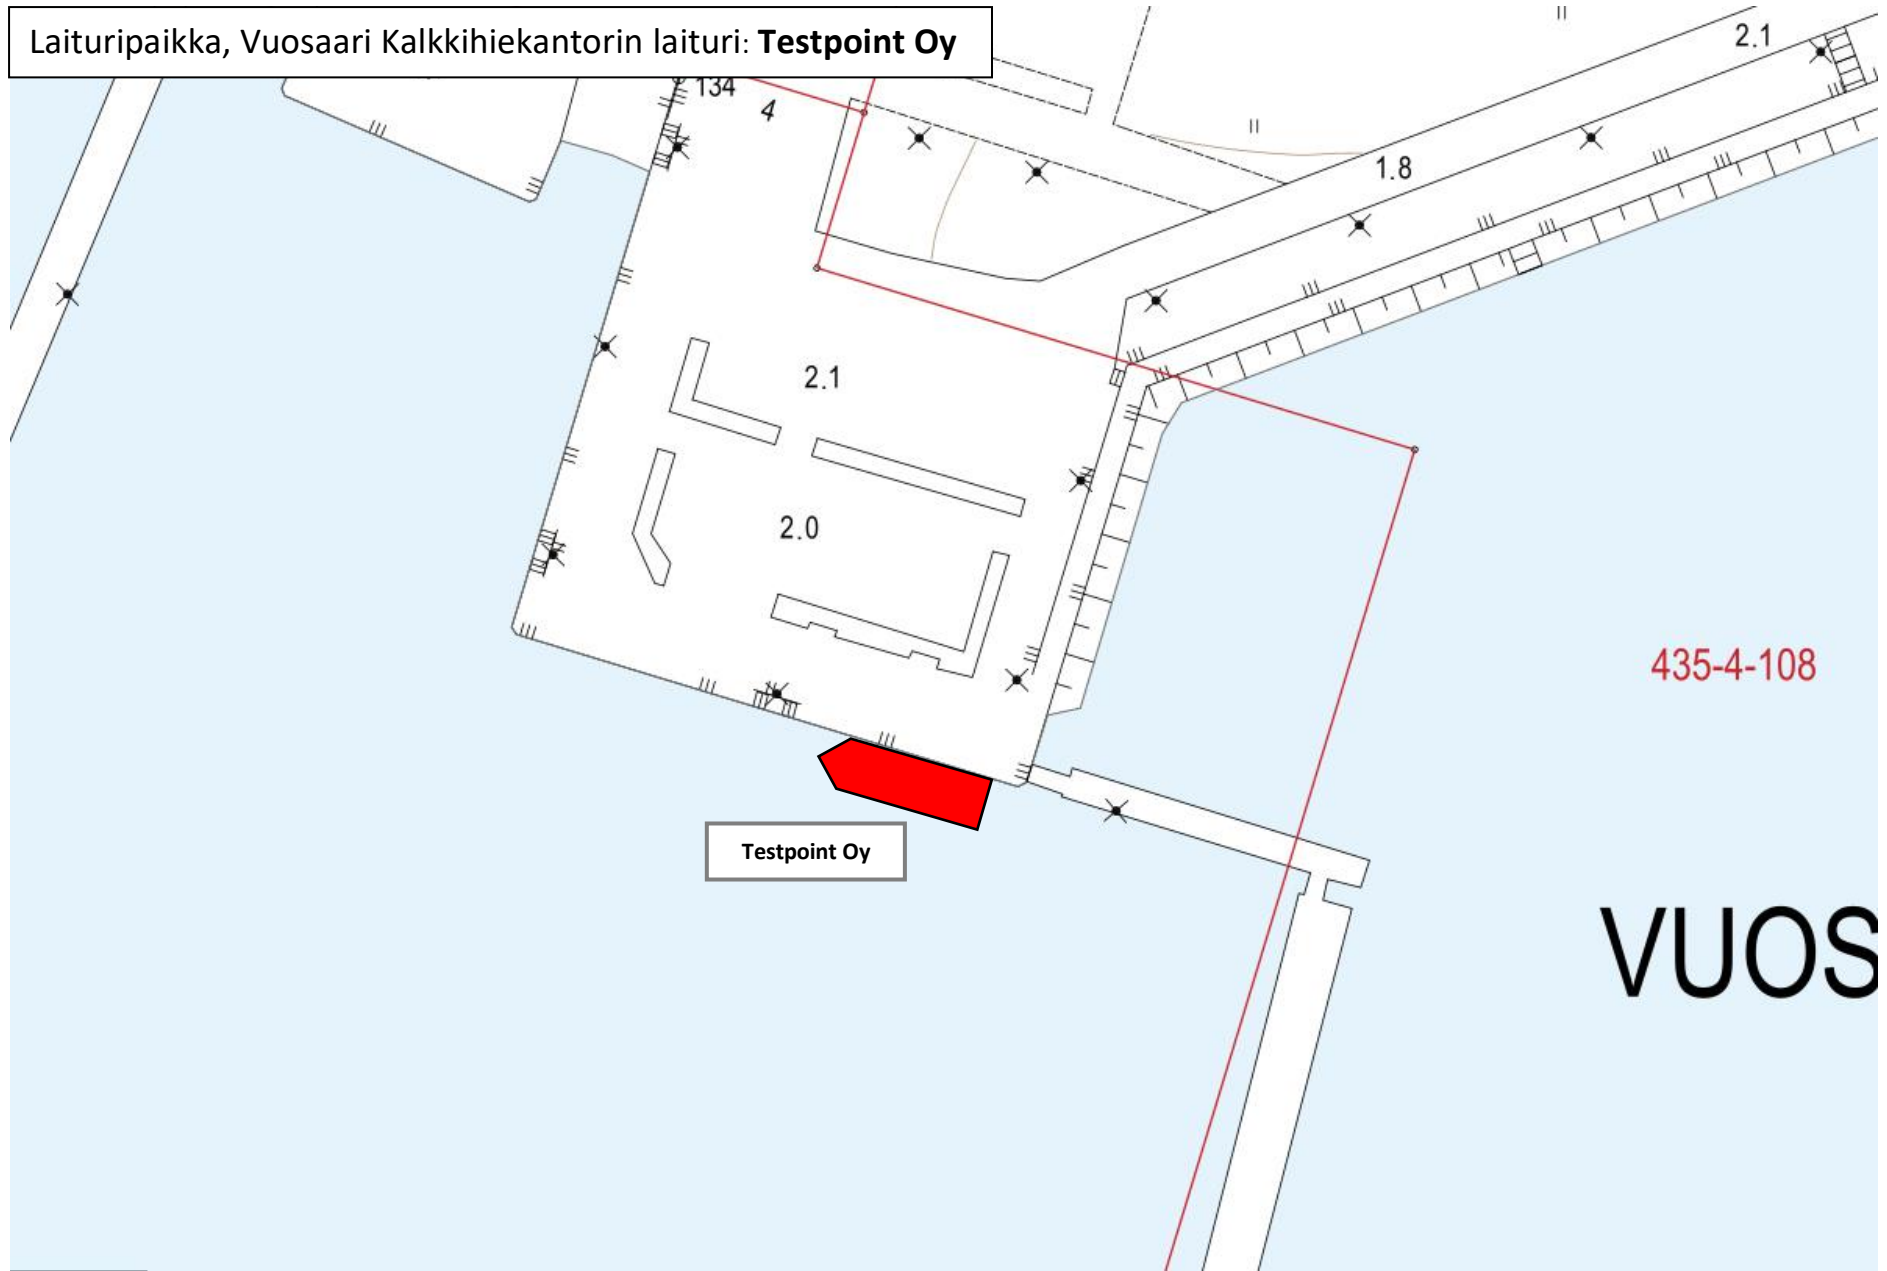 Laituripaikka, Vuosaari Kalkkihiekantorin laituri: Testpoint Oy
2.1
134
4
1.8
2.1
2.0
435-4-108
Testpoint Oy
VUOS